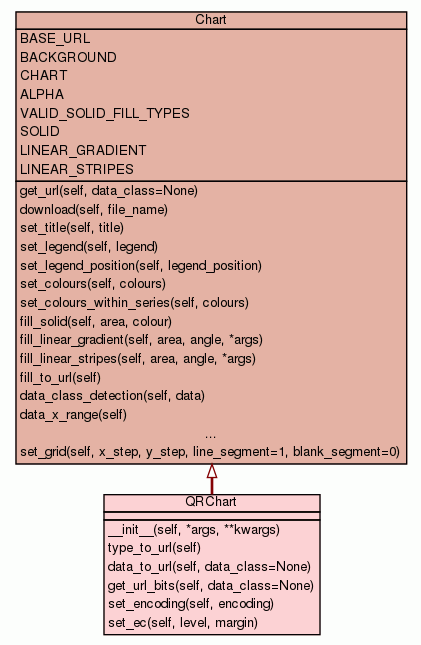 Chart
BASE_URL
BACKGROUND
CHART
ALPHA
VALID_SOLID_FILL_TYPES
SOLID
LINEAR_GRADIENT
LINEAR_STRIPES
get_url(self, data_class=None)
download(self, file_name)
set_title(self, title)
set_legend(self, legend)
set_legend_position(self, legend_position)
set_colours(self, colours)
set_colours_within_series(self, colours)
fill_solid(self, area, colour)
fill_linear_gradient(self, area, angle, *args)
fill_linear_stripes(self, area, angle, *args)
fill_to_url(self)
data_class_detection(self, data)
data_x_range(self)
...
set_grid(self, x_step, y_step, line_segment=1, blank_segment=0)
QRChart
__init__(self, *args, **kwargs)
type_to_url(self)
data_to_url(self, data_class=None)
get_url_bits(self, data_class=None)
set_encoding(self, encoding)
set_ec(self, level, margin)